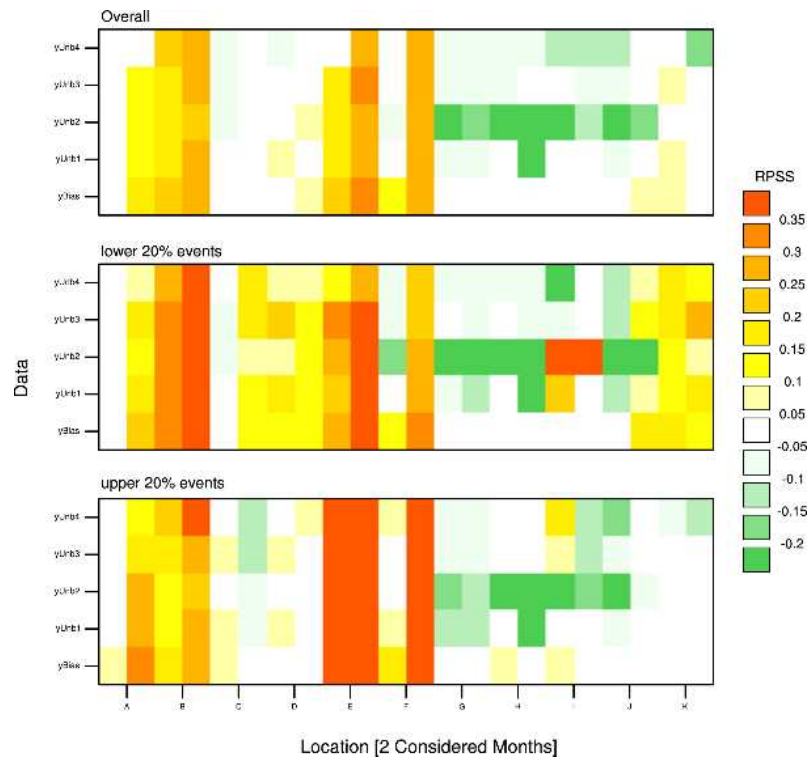 Overall
yUnb4
yUnb3
yUnb2
yUnb1
yBias
lower 20% events
yUnb4
yUnb3
yUnb2
yUnb1
yBias
upper 20% events
yUnb4
yUnb3
yUnb2
yUnb1
yBias
Data
A B C D E F G H I J K
Location [2 Considered Months]
RPSS
0.35
0.3
0.25
0.2
0.15
0.1
0.05
-0.05
-0.1
-0.15
-0.2